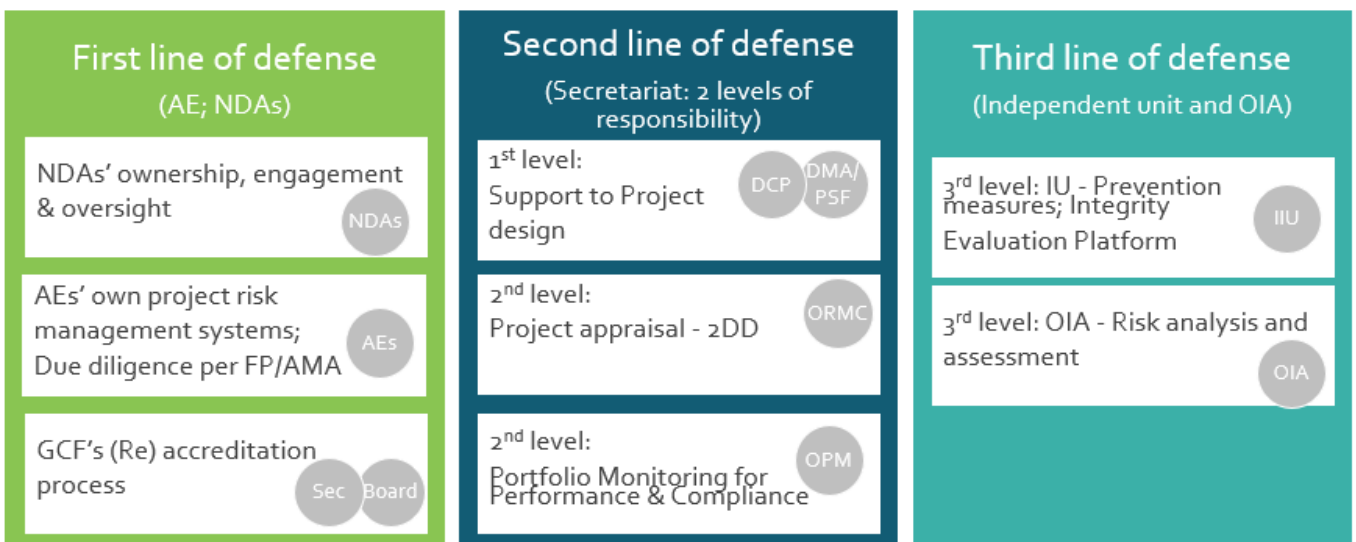 First line of defense
(AE; NDAs)
NDAs’ ownership, engagement
& oversight
NDAs
AEs’ own project risk
management systems;
Due diligence per FP/AMA
AEs
GCF’s (Re) accreditation
process
Sec
Board
Second line of defense
(Secretariat: 2 levels of
responsibility)
1st level:
Support to Project
design
DCP
DMA/
PSF
2nd level:
Project appraisal - 2DD
ORMC
2nd level:
Portfolio Monitoring for
Performance & Compliance
OPM
Third line of defense
(Independent unit and OIA)
3rd level: IU - Prevention
measures; Integrity
Evaluation Platform
IIU
3rd level: OIA - Risk analysis and
assessment
OIA